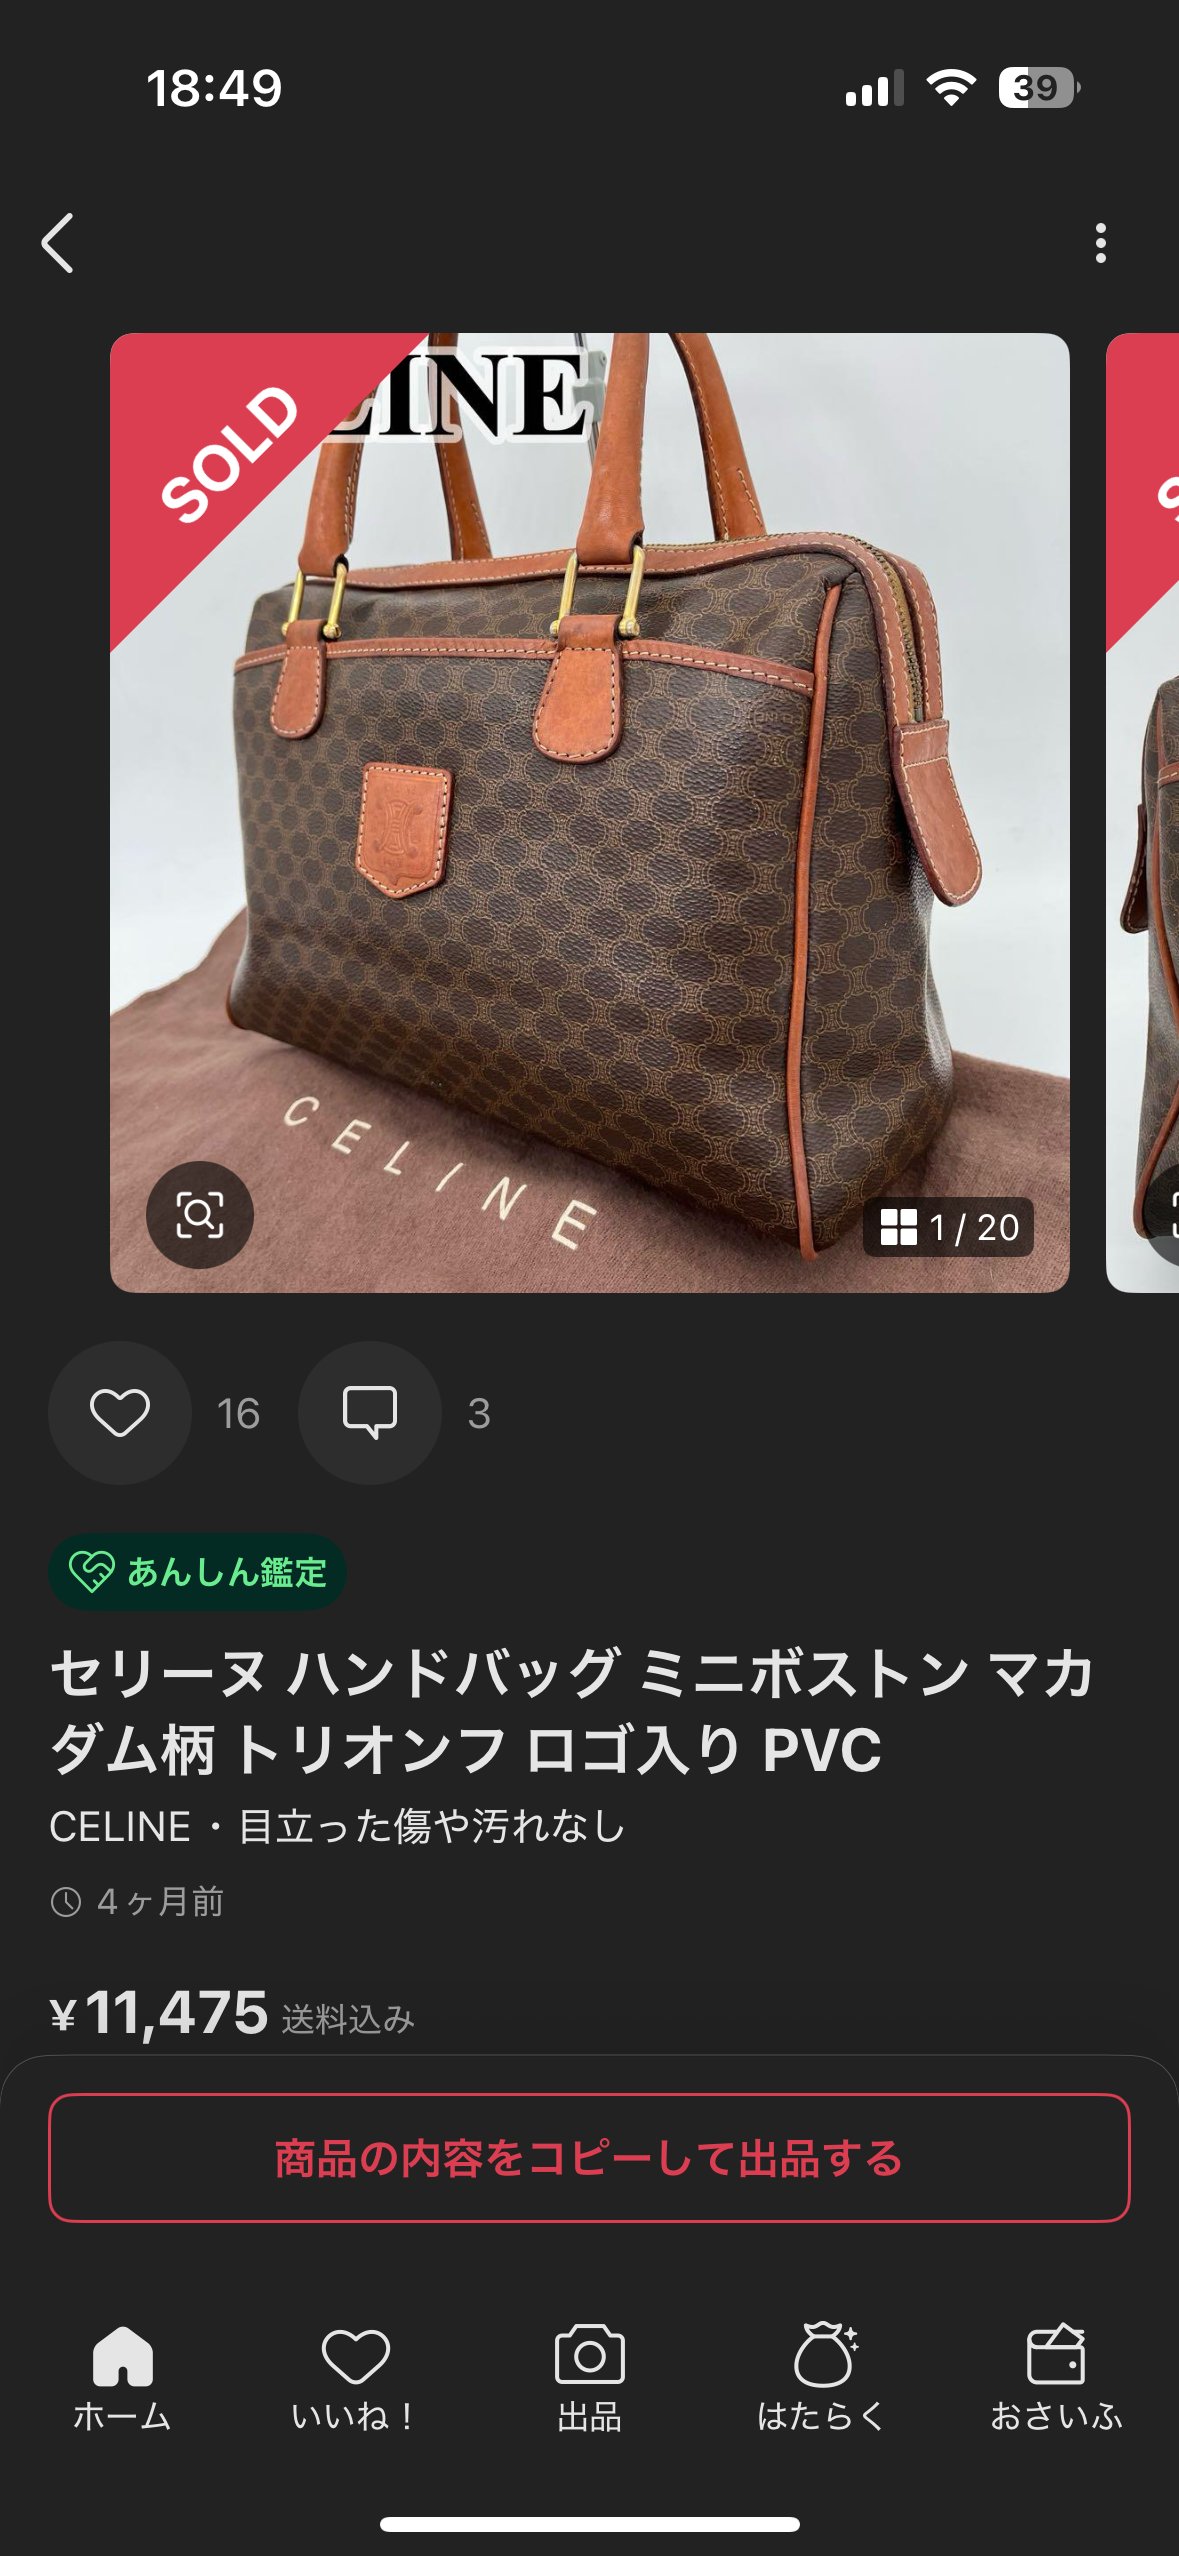 18:49
39
SOLD
INE
CELINE
1 / 20
16
3
あんしん鑑定
セリーヌ ハンドバッグ ミニボストン マカ
ダム柄 トリオンフ ロゴ入り PVC
CELINE・目立った傷や汚れなし
4ヶ月前
¥11,475 送料込み
商品の内容をコピーして出品する
ホーム
いいね！
出品
はたらく
おさいふ